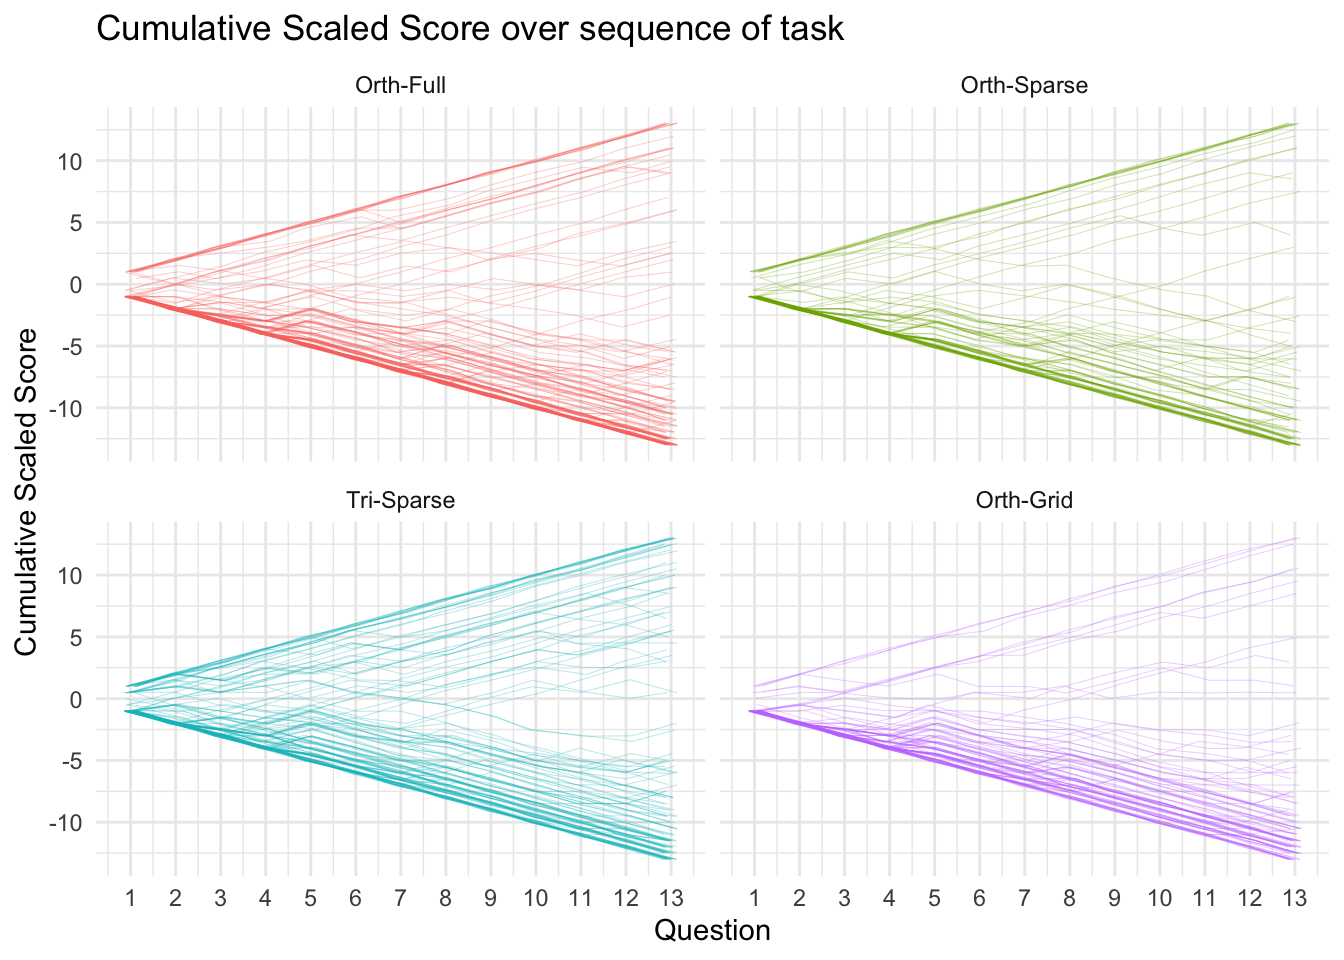 Cumulative Scaled Score over sequence of task
Orth-Full
Orth-Sparse
10
5
0
-5
-10
Tri-Sparse
Orth-Grid
10
5
0
-5
-10
Cumulative Scaled Score
1 2 3 4 5 6 7 8 9 10 11 12 13
1 2 3 4 5 6 7 8 9 10 11 12 13
Question